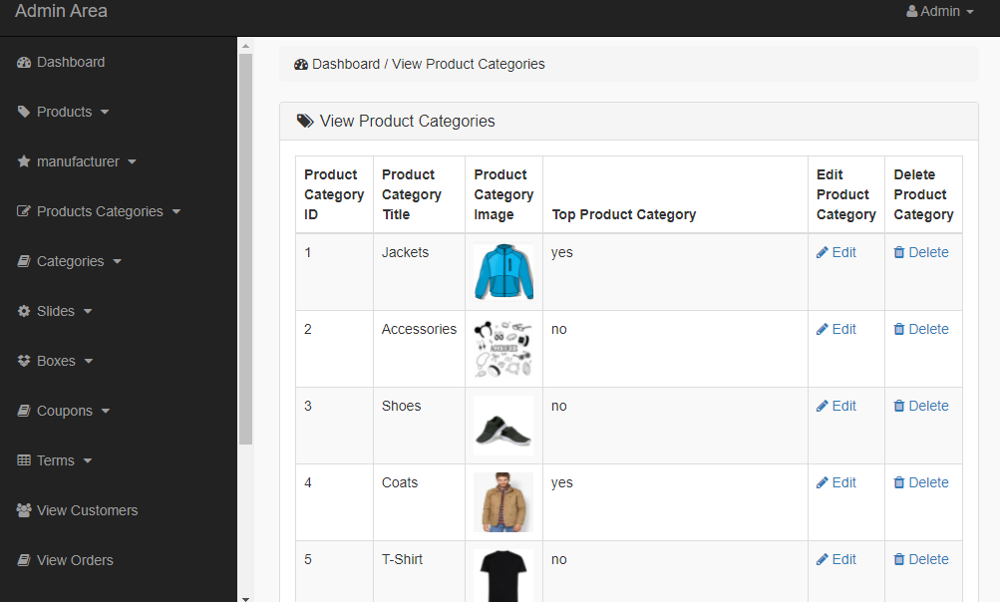 Admin Area
Admin
Dashboard
Products
manufacturer
Products Categories
Categories
Slides
Boxes
Coupons
Terms
View Customers
View Orders
Dashboard / View Product Categories
View Product Categories
Product Category ID
Product Category Title
Product Category Image
Top Product Category
Edit Product Category
Delete Product Category
1 Jackets yes Edit Delete
2 Accessories ACCESSORIES no Edit Delete
3 Shoes no Edit Delete
4 Coats yes Edit Delete
5 T-Shirt no Edit Delete